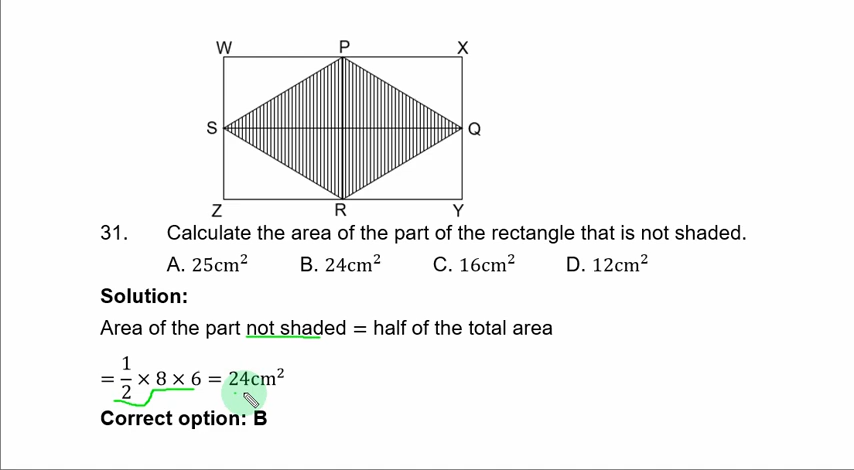 W P X
S Q
Z R Y
31. Calculate the area of the part of the rectangle that is not shaded.
A. 25cm² B. 24cm² C. 16cm² D. 12cm²
Solution:
Area of the part not shaded = half of the total area
= 1/2 × 8 × 6 = 24cm²
Correct option: B